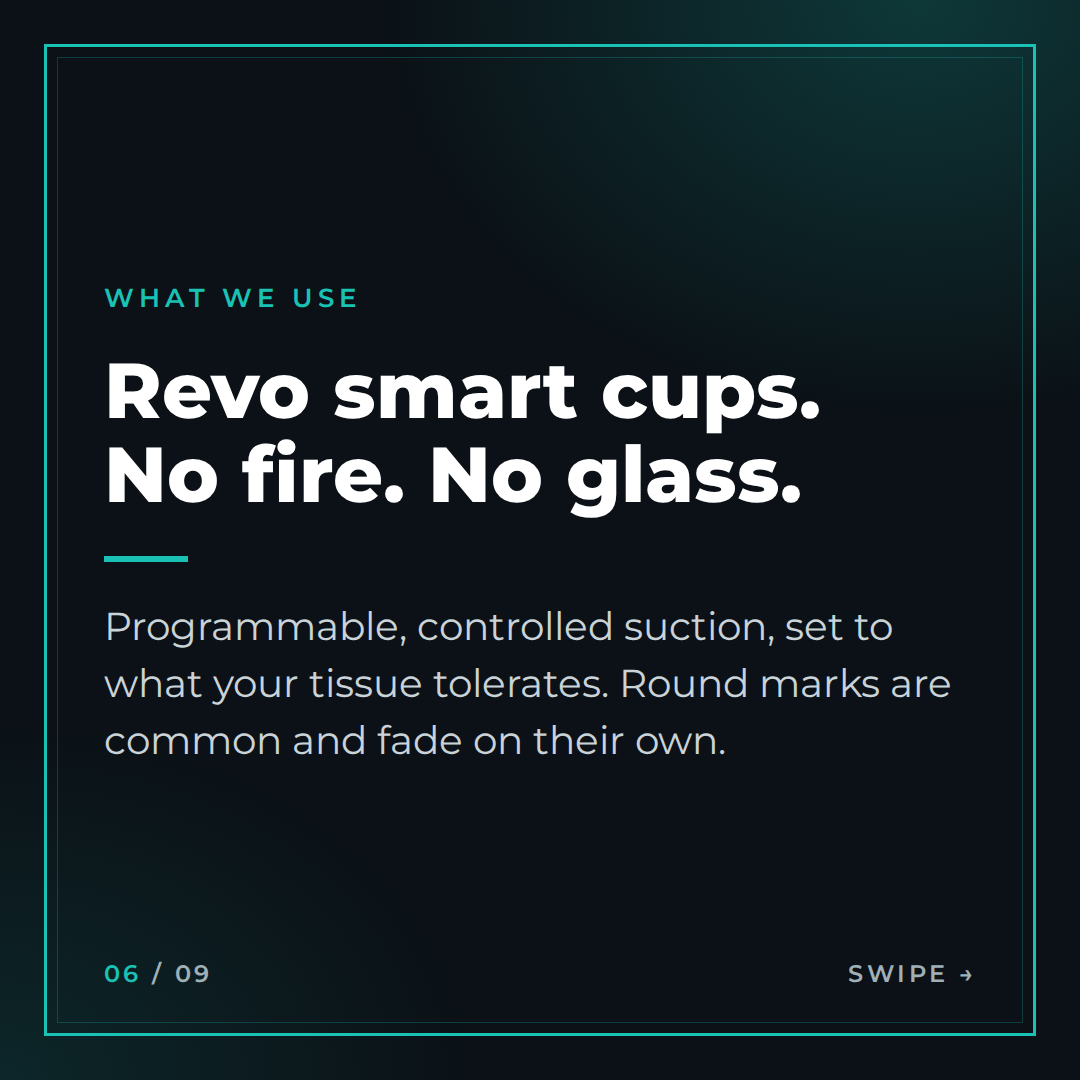 WHAT WE USE
Revo smart cups.
No fire. No glass.
Programmable, controlled suction, set to
what your tissue tolerates. Round marks are
common and fade on their own.
06 / 09
SWIPE →